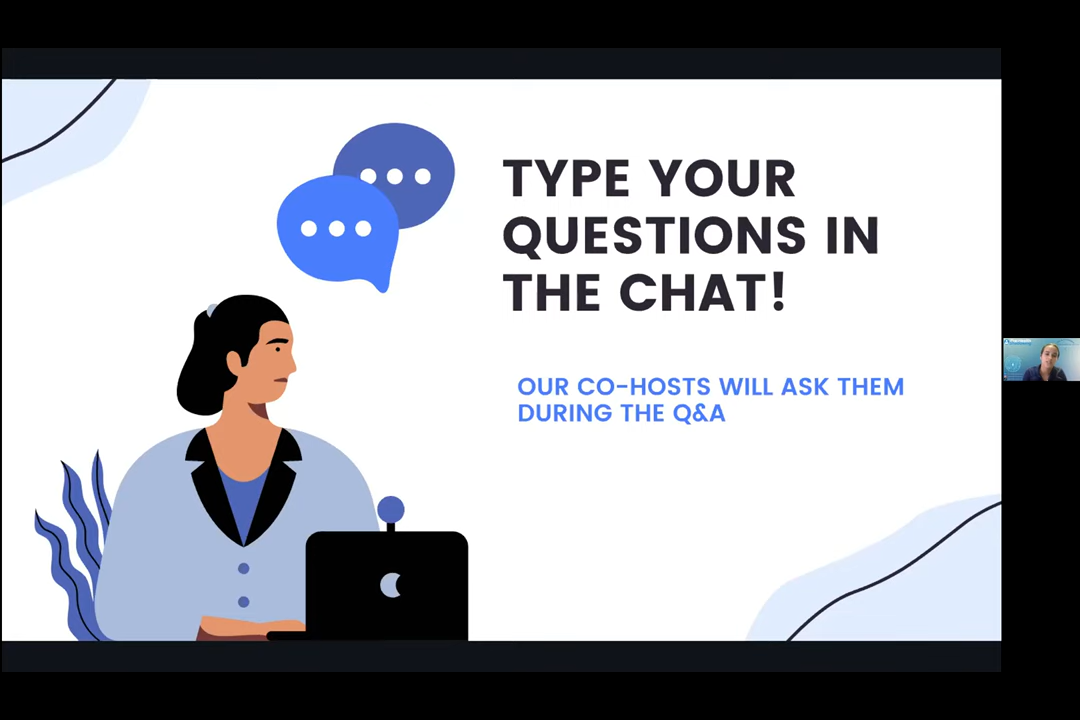 TYPE YOUR
QUESTIONS IN
THE CHAT!
OUR CO-HOSTS WILL ASK THEM
DURING THE Q&A